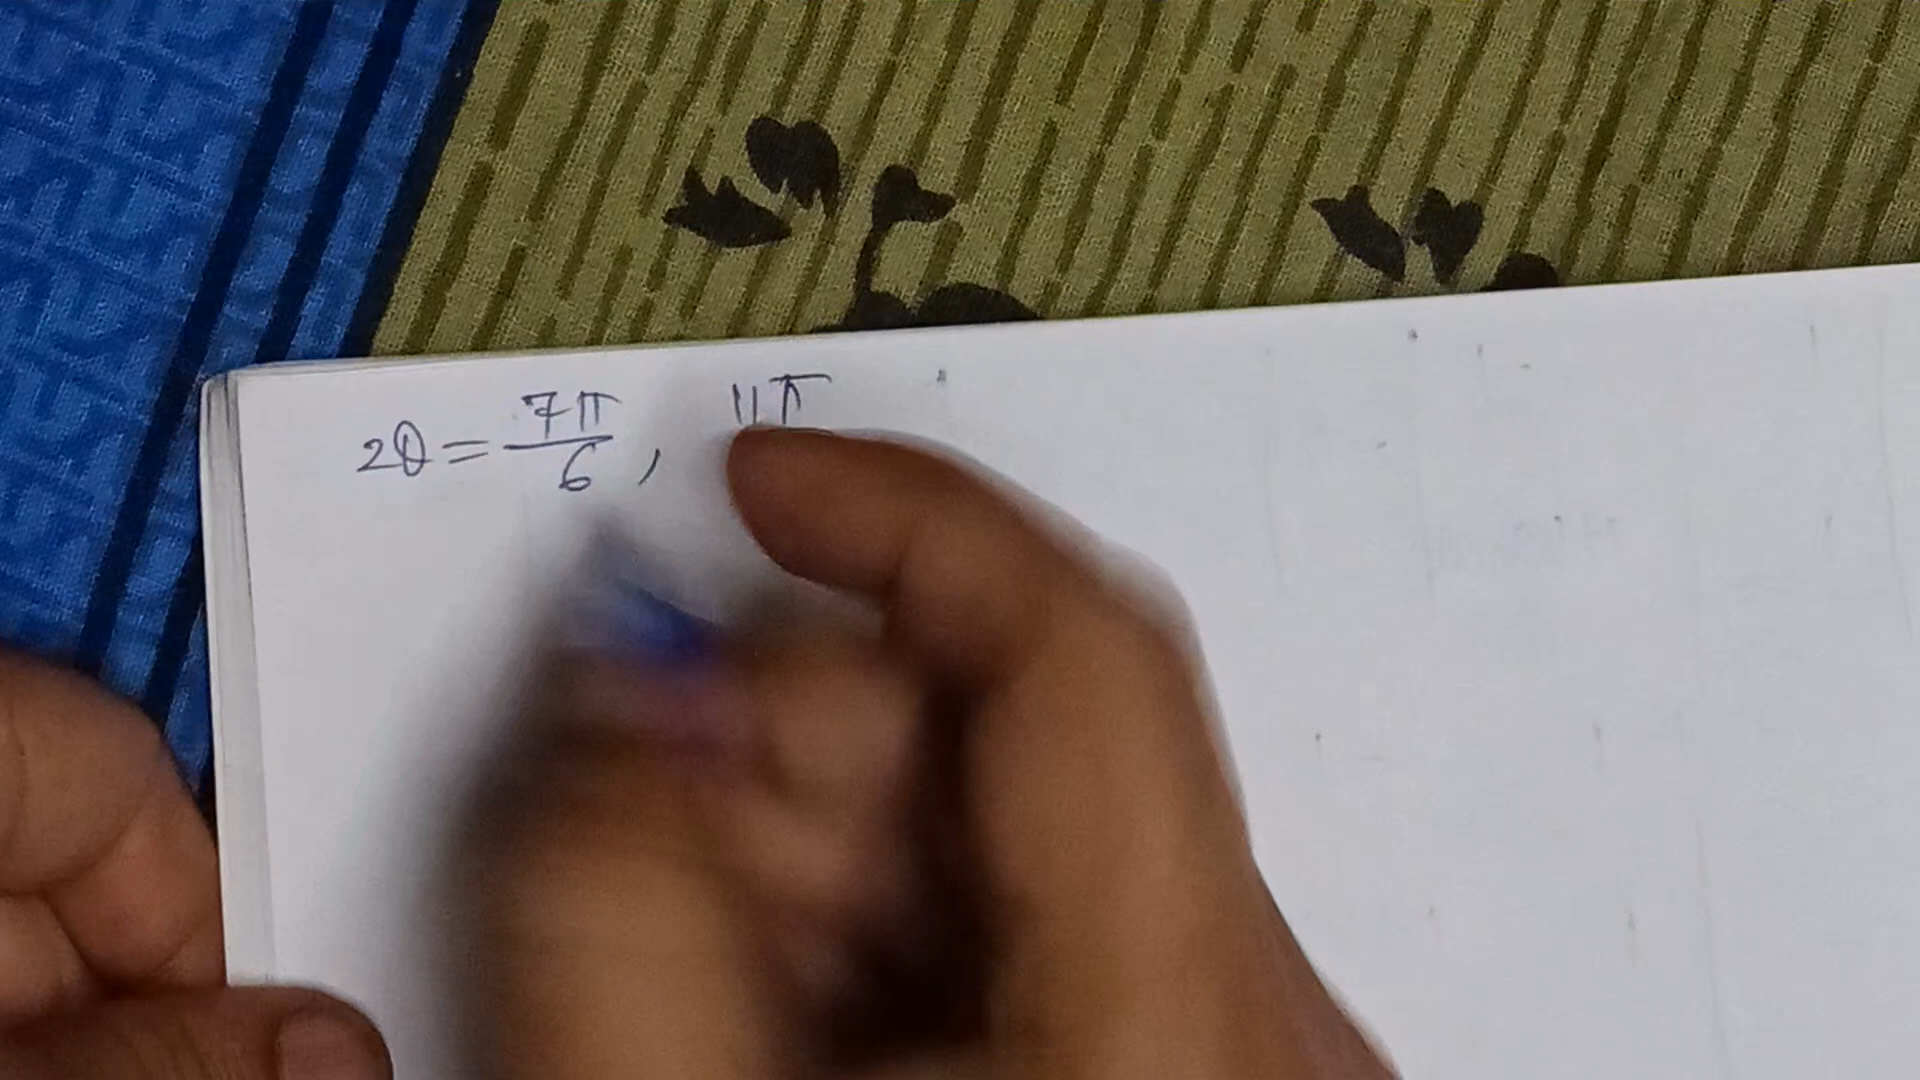 2θ = 7π/6, 11π